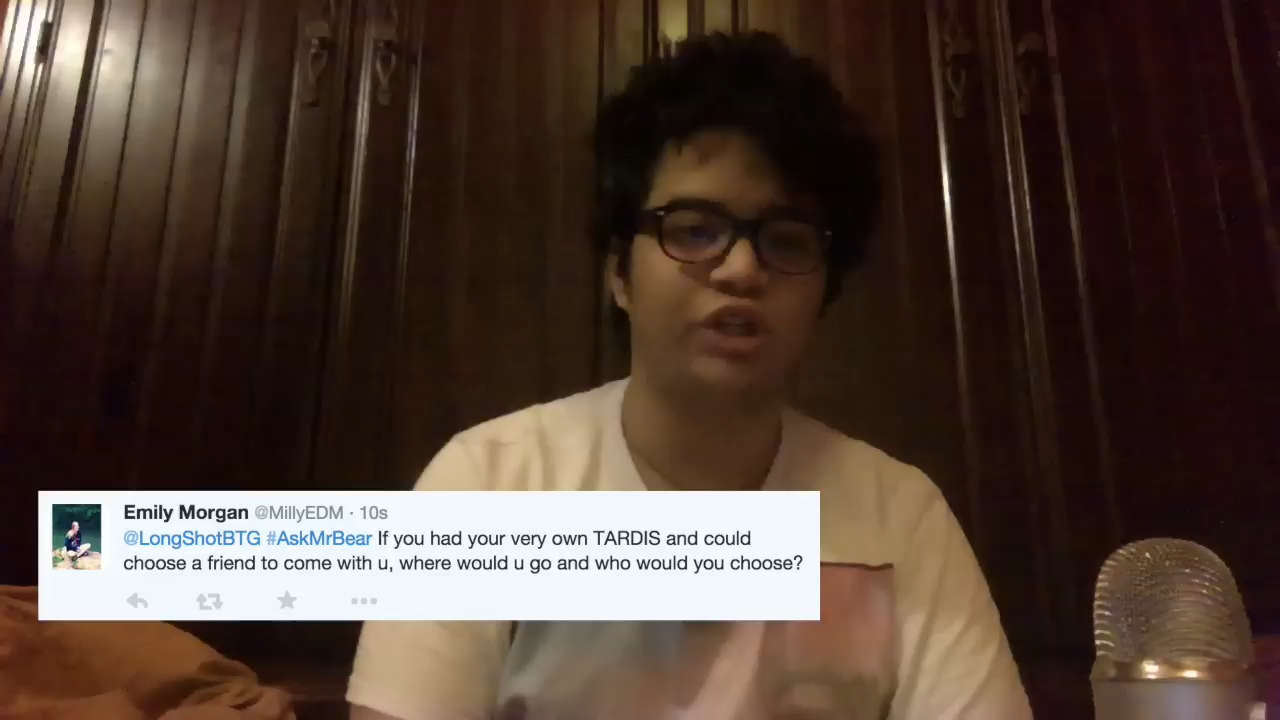 Emily Morgan @MillyEDM · 10s
@LongShotBTG #AskMrBear If you had your very own TARDIS and could
choose a friend to come with u, where would u go and who would you choose?